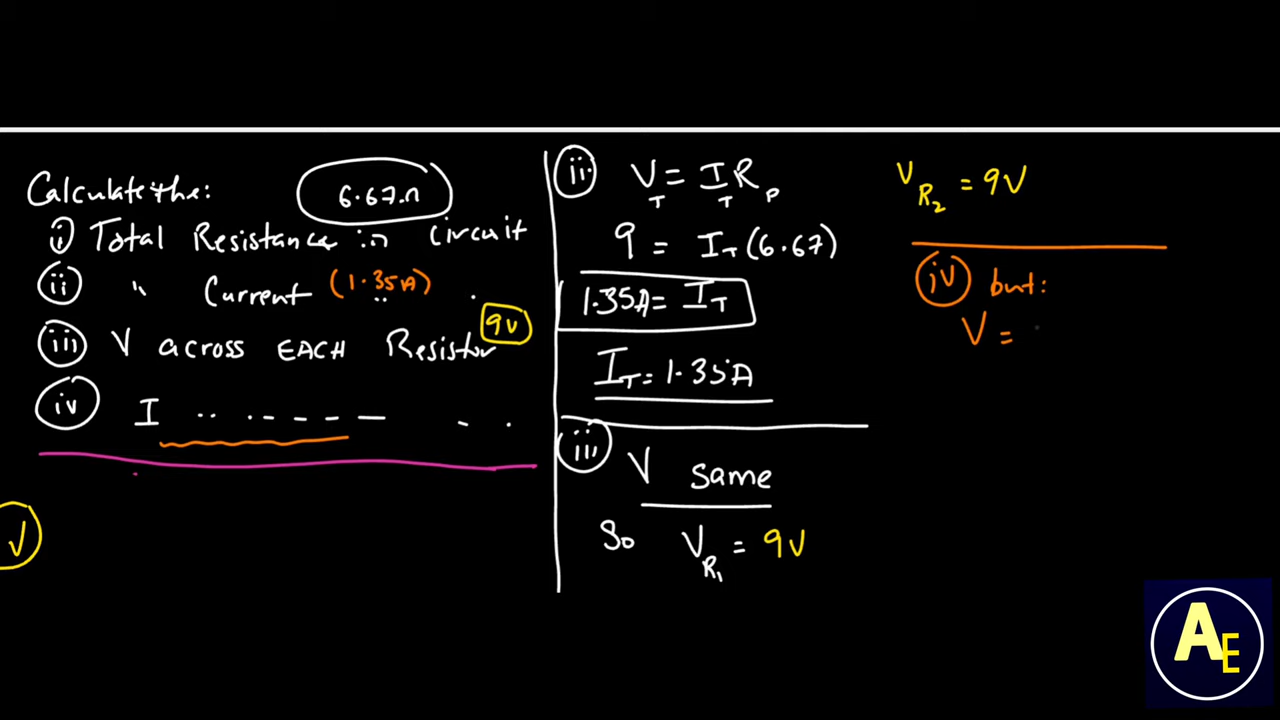 Calculate the:
6.67Ω
i) Total Resistance in Circuit
ii) " Current (1.35A)
iii) V across EACH Resistor 9V
iv) I
V
ii. V_T = I_T R_P
9 = I_T (6.67)
1.35A = I_T
I_T = 1.35A
iii) V same
So V_R1 = 9V
V_R2 = 9V
iv but:
V =
AE